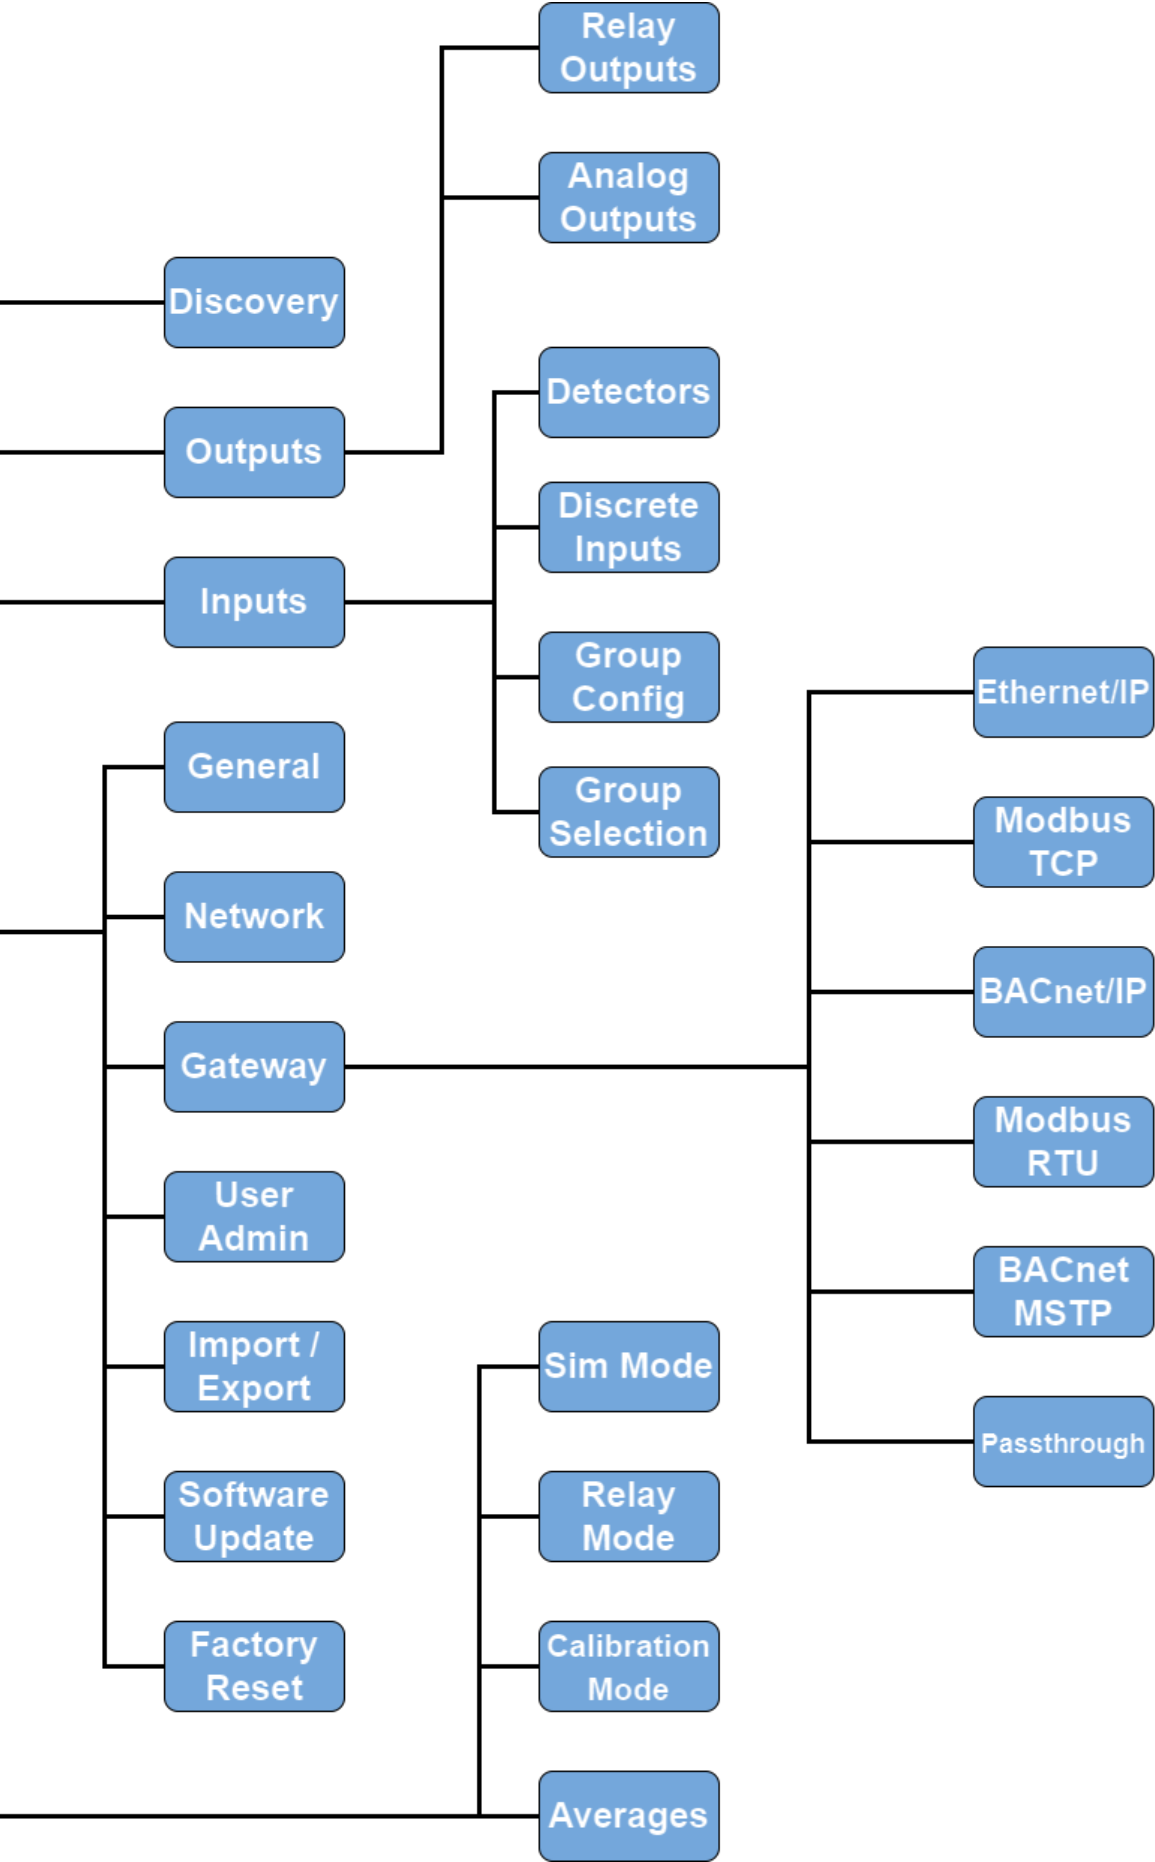 Relay
Outputs
Analog
Outputs
Discovery
Detectors
Outputs
Discrete
Inputs
Inputs
Group
Config
Ethernet/IP
General
Group
Selection
Modbus
TCP
Network
BACnet/IP
Gateway
Modbus
RTU
User
Admin
BACnet
MSTP
Import /
Export
Sim Mode
Passthrough
Software
Update
Relay
Mode
Factory
Reset
Calibration
Mode
Averages